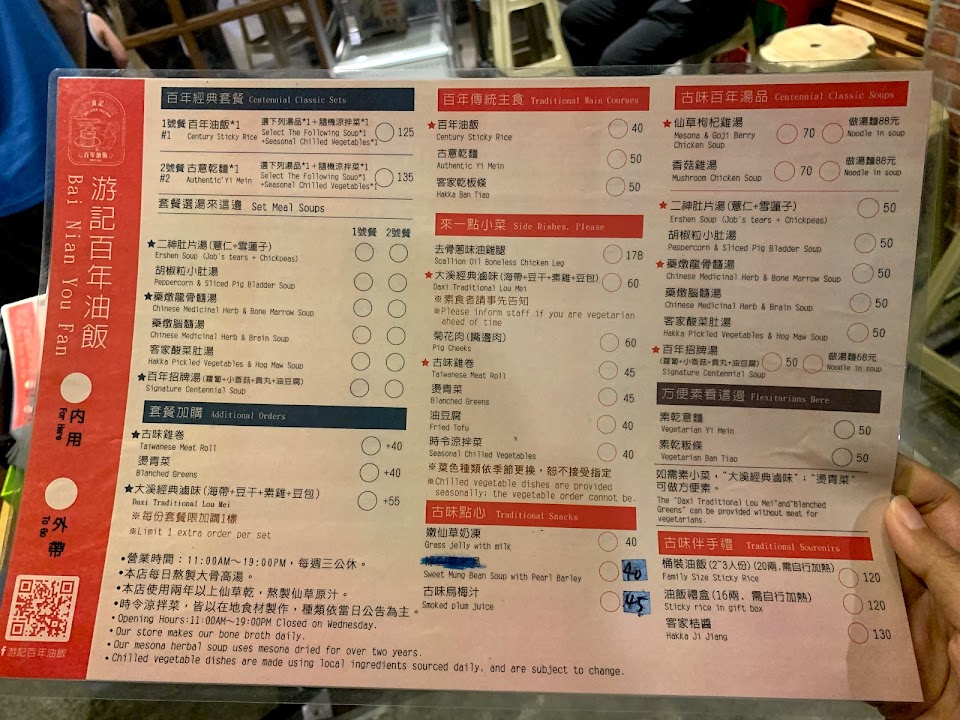 游記
百年油飯
游記百年油飯
Bai Nian You Fan
內用
For Here
外帶
To Go
游記百年油飯
百年經典套餐 Centennial Classic Sets
1號餐 百年油飯*1 選下列湯品*1＋隨機涼拌菜*1
#1 Century Sticky Rice Select The Following Soup*1 125
+Seasonal Chilled Vegetables*1
2號餐 古意乾麵*1 選下列湯品*1＋隨機涼拌菜*1
#2 Authentic Yi Mein Select The Following Soup*1 135
+Seasonal Chilled Vegetables*1
套餐選湯來這邊 Set Meal Soups
1號餐 2號餐
★二神肚片湯(薏仁+雪蓮子)
Ershen Soup (Job's tears + Chickpeas)
胡椒粒小肚湯
Peppercorn & Sliced Pig Bladder Soup
★藥燉龍骨髓湯
Chinese Medicinal Herb & Bone Marrow Soup
藥燉腦髓湯
Chinese Medicinal Herb & Brain Soup
客家酸菜肚湯
Hakka Pickled Vegetables & Hog Maw Soup
★百年招牌湯(蘿蔔+小香菇+貢丸+油豆腐)
Signature Centennial Soup
套餐加購 Additional Orders
★古味雞卷 +40
Taiwanese Meat Roll
燙青菜 +40
Blanched Greens
★大溪經典滷味(海帶+豆干+素雞+豆包) +55
Daxi Traditional Lou Mei
※每份套餐限加購1樣
※Limit 1 extra order per set
•營業時間：11:00AM～19:00PM，每週三公休。
•本店每日熬製大骨高湯。
•本店使用兩年以上仙草乾，熬製仙草原汁。
•時令涼拌菜，皆以在地食材製作，種類依當日公告為主。
•Opening Hours:11:00AM～19:00PM Closed on Wednesday.
•Our store makes our bone broth daily.
•Our mesona herbal soup uses mesona dried for over two years.
•Chilled vegetable dishes are made using local ingredients sourced daily, and are subject to change.
百年傳統主食 Traditional Main Courses
★百年油飯 40
Century Sticky Rice
古意乾麵 50
Authentic Yi Mein
客家乾板條 50
Hakka Ban Tiao
來一點小菜 Side Dishes, Please
去骨蔥味油雞腿 178
Scallion Oil Boneless Chicken Leg
★大溪經典滷味(海帶+豆干+素雞+豆包) 60
Daxi Traditional Lou Mei
※素食者請事先告知
※Please inform staff if you are vegetarian
ahead of time
菊花肉(嘴邊肉) 60
Pig Cheeks
★古味雞卷 45
Taiwanese Meat Roll
燙青菜 45
Blanched Greens
油豆腐 40
Fried Tofu
時令涼拌菜 40
Seasonal Chilled Vegetables
※菜色種類依季節更換，恕不接受指定
※Chilled vegetable dishes are provided
seasonally; the vegetable order cannot be.
古味點心 Traditional Snacks
嫩仙草奶凍 40
Grass jelly with milk
Sweet Mung Bean Soup with Pearl Barley 40
古味烏梅汁 45
Smoked plum juice
古味百年湯品 Centennial Classic Soups
★仙草枸杞雞湯 70 做湯麵88元
Mesona & Goji Berry Noodle in soup
Chicken Soup
香菇雞湯 70 做湯麵88元
Mushroom Chicken Soup Noodle in soup
★二神肚片湯(薏仁+雪蓮子) 50
Ershen Soup (Job's tears + Chickpeas)
胡椒粒小肚湯 50
Peppercorn & Sliced Pig Bladder Soup
★藥燉龍骨髓湯 50
Chinese Medicinal Herb & Bone Marrow Soup
藥燉腦髓湯 50
Chinese Medicinal Herb & Brain Soup
客家酸菜肚湯 50
Hakka Pickled Vegetables & Hog Maw Soup
★百年招牌湯
(蘿蔔+小香菇+貢丸+油豆腐) 50 做湯麵68元
Signature Centennial Soup Noodle in soup
方便素看這邊 Flexitarians Here
素乾意麵 50
Vegetarian Yi Mein
素乾粄條 50
Vegetarian Ban Tiao
如需素小菜，"大溪經典滷味"；"燙青菜"
可做方便素。
The "Daxi Traditional Lou Mei"and"Blanched
Greens" can be provided without meat for
vegetarians.
古味伴手禮 Traditional Sourenirs
桶裝油飯(2~3人份)(20兩.需自行加熱) 120
Family Size Sticky Rice
油飯禮盒(16兩. 需自行加熱) 120
Sticky rice in gift box
客家桔醬 130
Hakka Ji Jiang